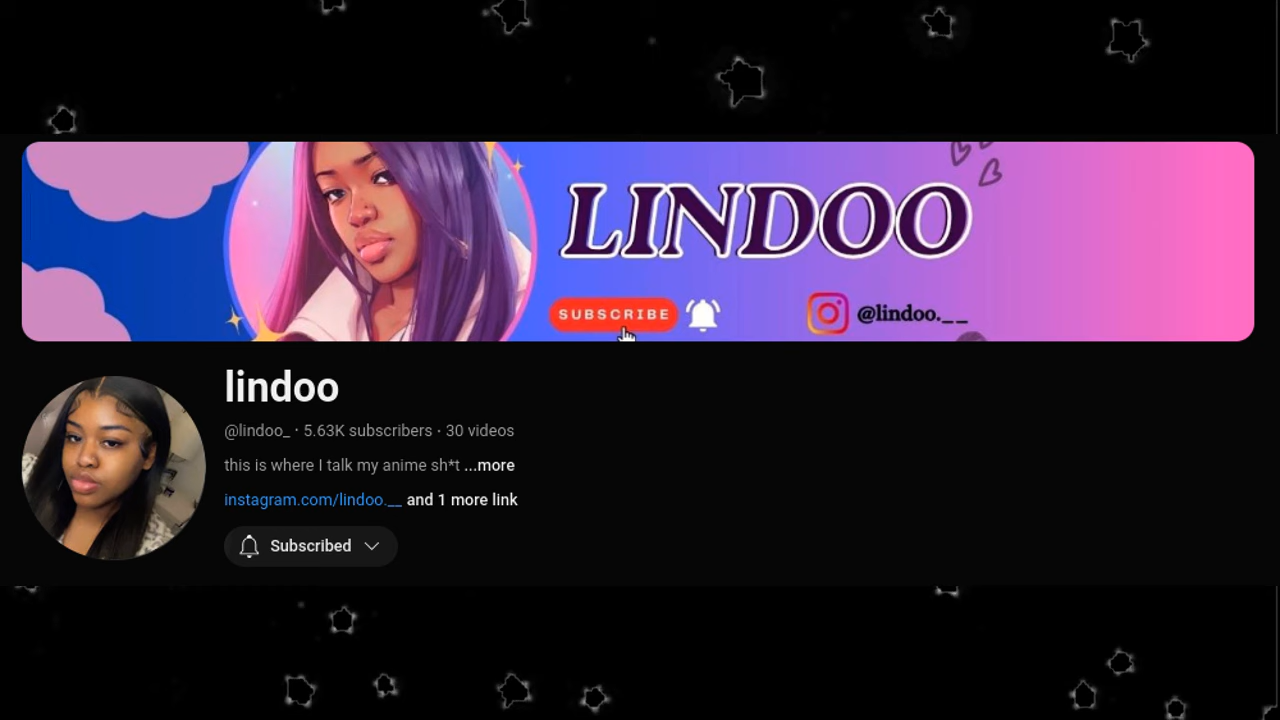 LINDOO
SUBSCRIBE
@lindoo.__
lindoo
@lindoo_ · 5.63K subscribers · 30 videos
this is where I talk my anime sh*t ...more
instagram.com/lindoo.__ and 1 more link
Subscribed